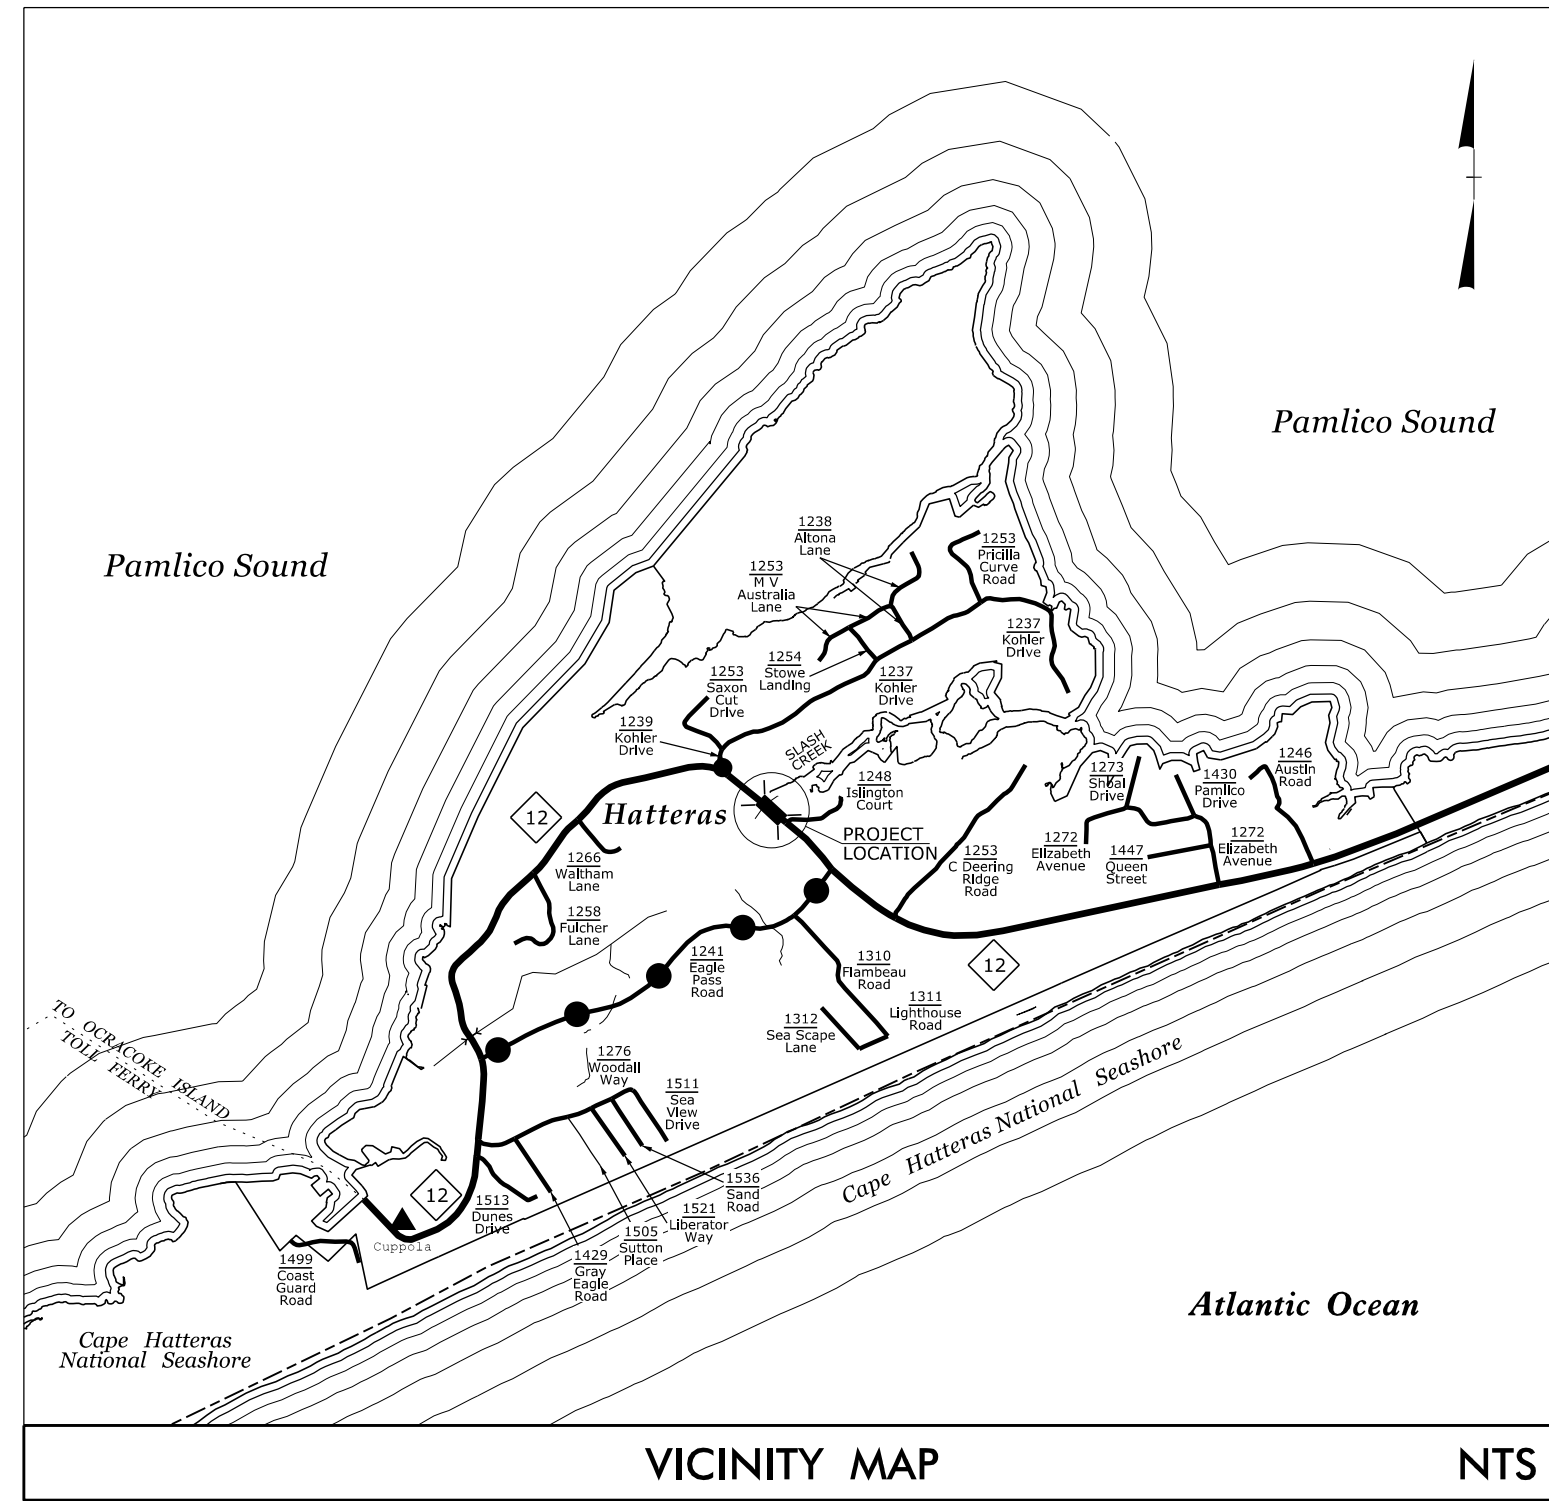 Pamlico Sound
Pamlico Sound
1238
Altona
Lane
1253
Pricilla
Curve
Road
1253
M V
Australia
Lane
1237
Kohler
Drive
1254
Stowe
Landing
1253
Saxon
Cut
Drive
1237
Kohler
Drive
1239
Kohler
Drive
SLASH
CREEK
1248
Islington
Court
1273
Shoal
Drive
1430
Pamlico
Drive
1246
Austin
Road
12
Hatteras
PROJECT
LOCATION
1253
C Deering
Ridge
Road
1272
Elizabeth
Avenue
1447
Queen
Street
1272
Elizabeth
Avenue
1266
Waltham
Lane
1258
Fulcher
Lane
1241
Eagle
Pass
Road
1310
Flambeau
Road
12
1311
Lighthouse
Road
1312
Sea Scape
Lane
TO OCRACOKE ISLAND
TOLL
FERRY
1276
Woodall
Way
1511
Sea
View
Drive
Cape Hatteras National Seashore
12
1513
Dunes
Drive
1536
Sand
Road
1521
Liberator
Way
1505
Sutton
Place
1429
Gray
Eagle
Road
Cuppola
1499
Coast
Guard
Road
Cape Hatteras
National Seashore
Atlantic Ocean
VICINITY MAP
NTS